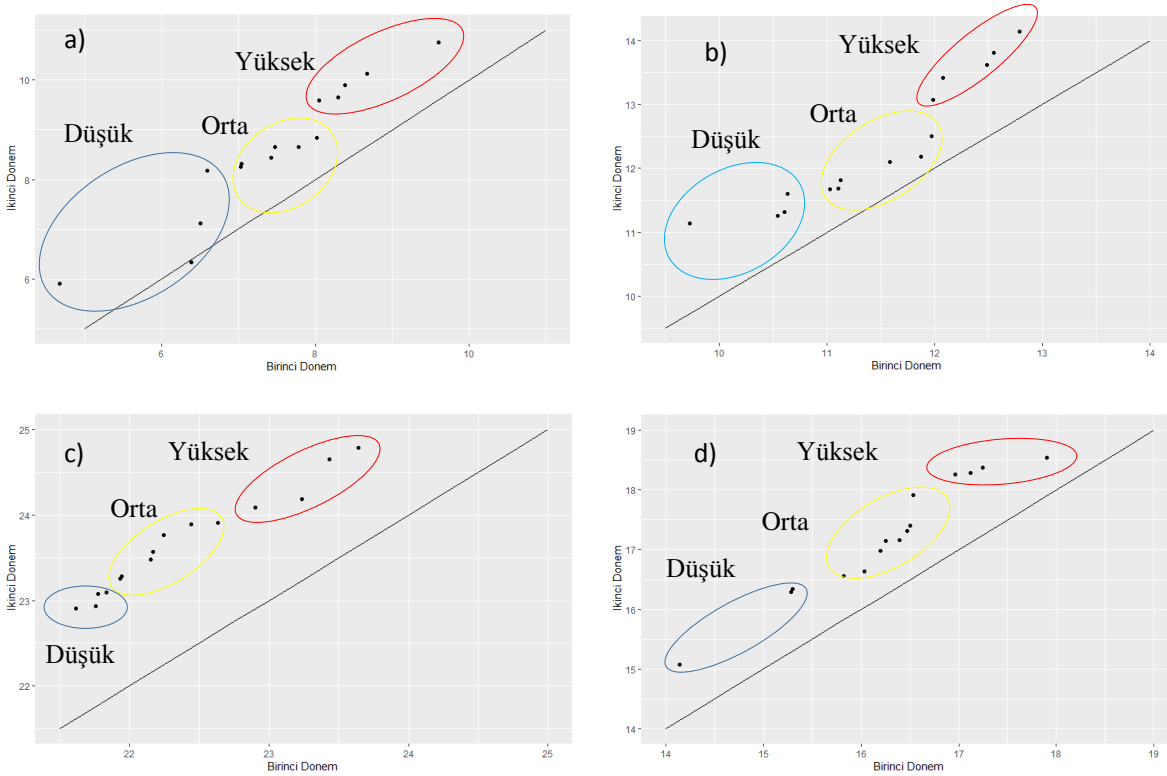 a)
Yüksek
Orta
Düşük
10
8
6
Ikinci Donem
6
8
10
Birinci Donem
b)
Yüksek
Orta
Düşük
14
13
12
11
10
Ikinci Donem
10
11
12
13
14
Birinci Donem
c)
Yüksek
Orta
Düşük
25
24
23
22
Ikinci Donem
22
23
24
25
Birinci Donem
d)
Yüksek
Orta
Düşük
19
18
17
16
15
14
Ikinci Donem
14
15
16
17
18
19
Birinci Donem